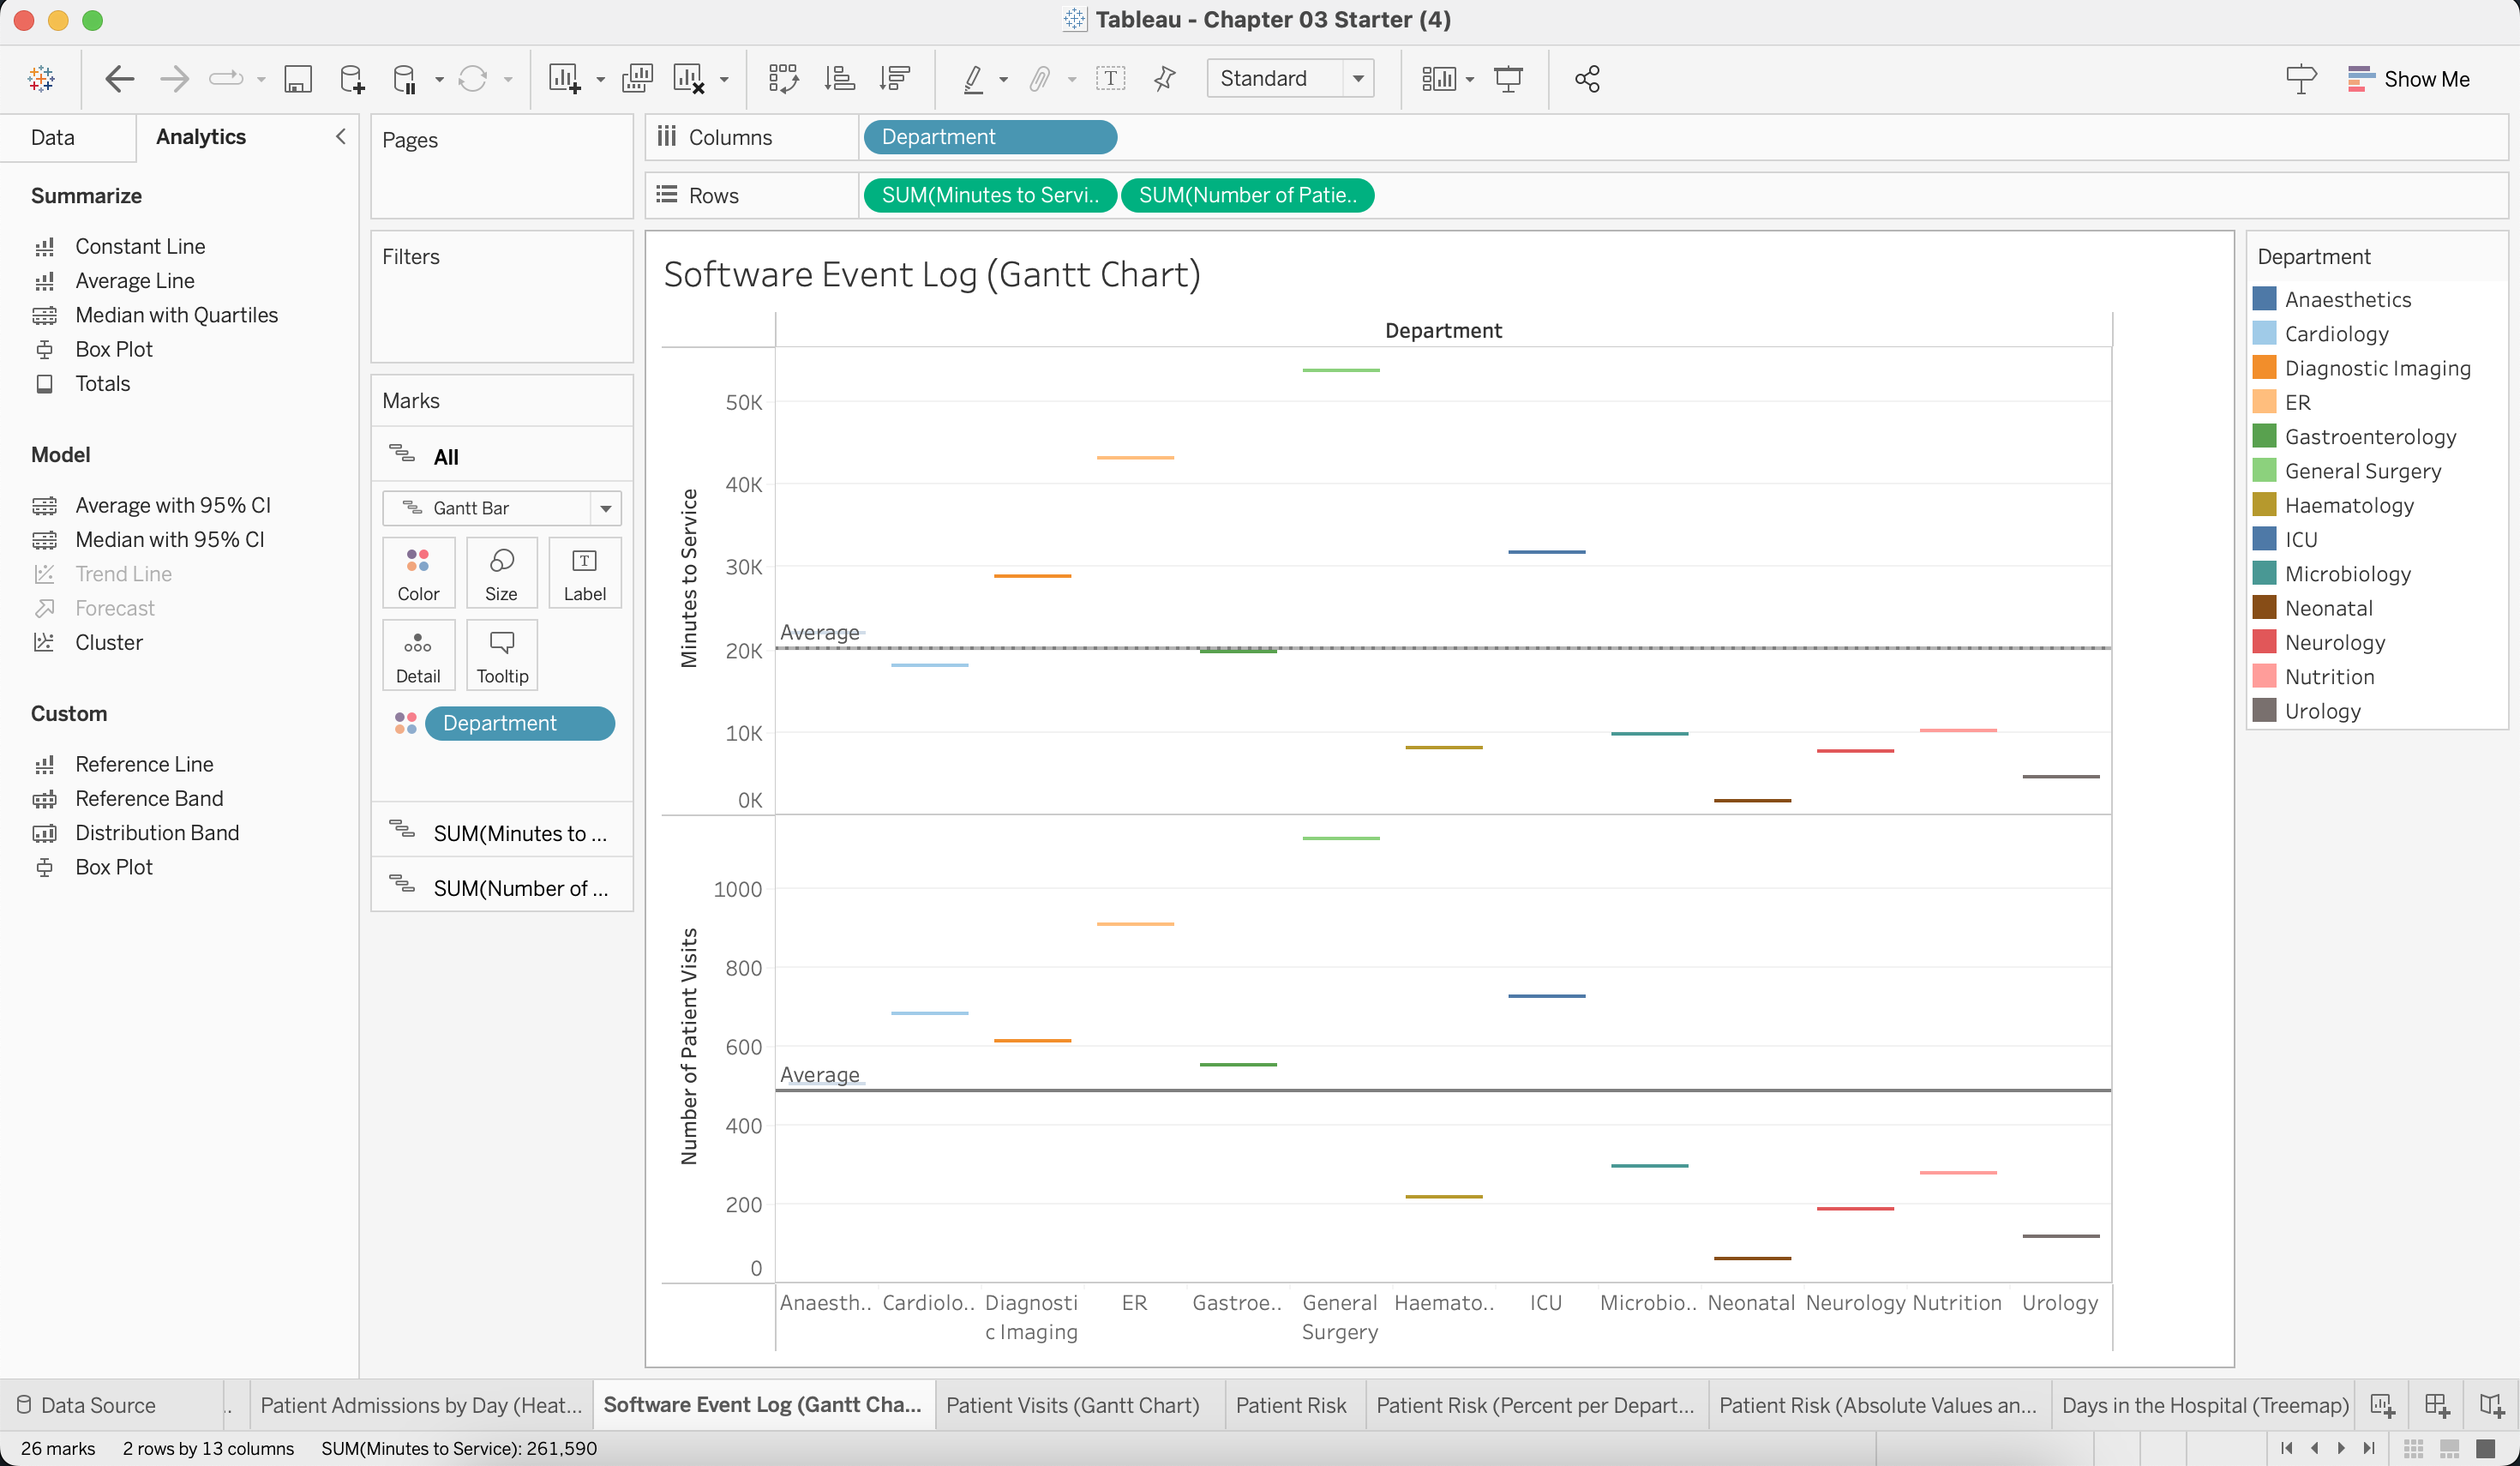 Tableau - Chapter 03 Starter (4)
Standard
Show Me
Data
Analytics
Summarize
Constant Line
Average Line
Median with Quartiles
Box Plot
Totals
Model
Average with 95% CI
Median with 95% CI
Trend Line
Forecast
Cluster
Custom
Reference Line
Reference Band
Distribution Band
Box Plot
Pages
Filters
Marks
All
Gantt Bar
Color
Size
Label
Detail
Tooltip
Department
SUM(Minutes to ...
SUM(Number of ...
Columns
Department
Rows
SUM(Minutes to Servi..
SUM(Number of Patie..
Software Event Log (Gantt Chart)
Department
Minutes to Service
50K
40K
30K
20K
10K
0K
Average
Number of Patient Visits
1000
800
600
400
200
0
Average
Anaesth..
Cardiolo..
Diagnosti
c Imaging
ER
Gastroe..
General
Surgery
Haemato..
ICU
Microbio..
Neonatal
Neurology
Nutrition
Urology
Department
Anaesthetics
Cardiology
Diagnostic Imaging
ER
Gastroenterology
General Surgery
Haematology
ICU
Microbiology
Neonatal
Neurology
Nutrition
Urology
Data Source
..
Patient Admissions by Day (Heat...
Software Event Log (Gantt Cha...
Patient Visits (Gantt Chart)
Patient Risk
Patient Risk (Percent per Depart...
Patient Risk (Absolute Values an...
Days in the Hospital (Treemap)
26 marks
2 rows by 13 columns
SUM(Minutes to Service): 261,590